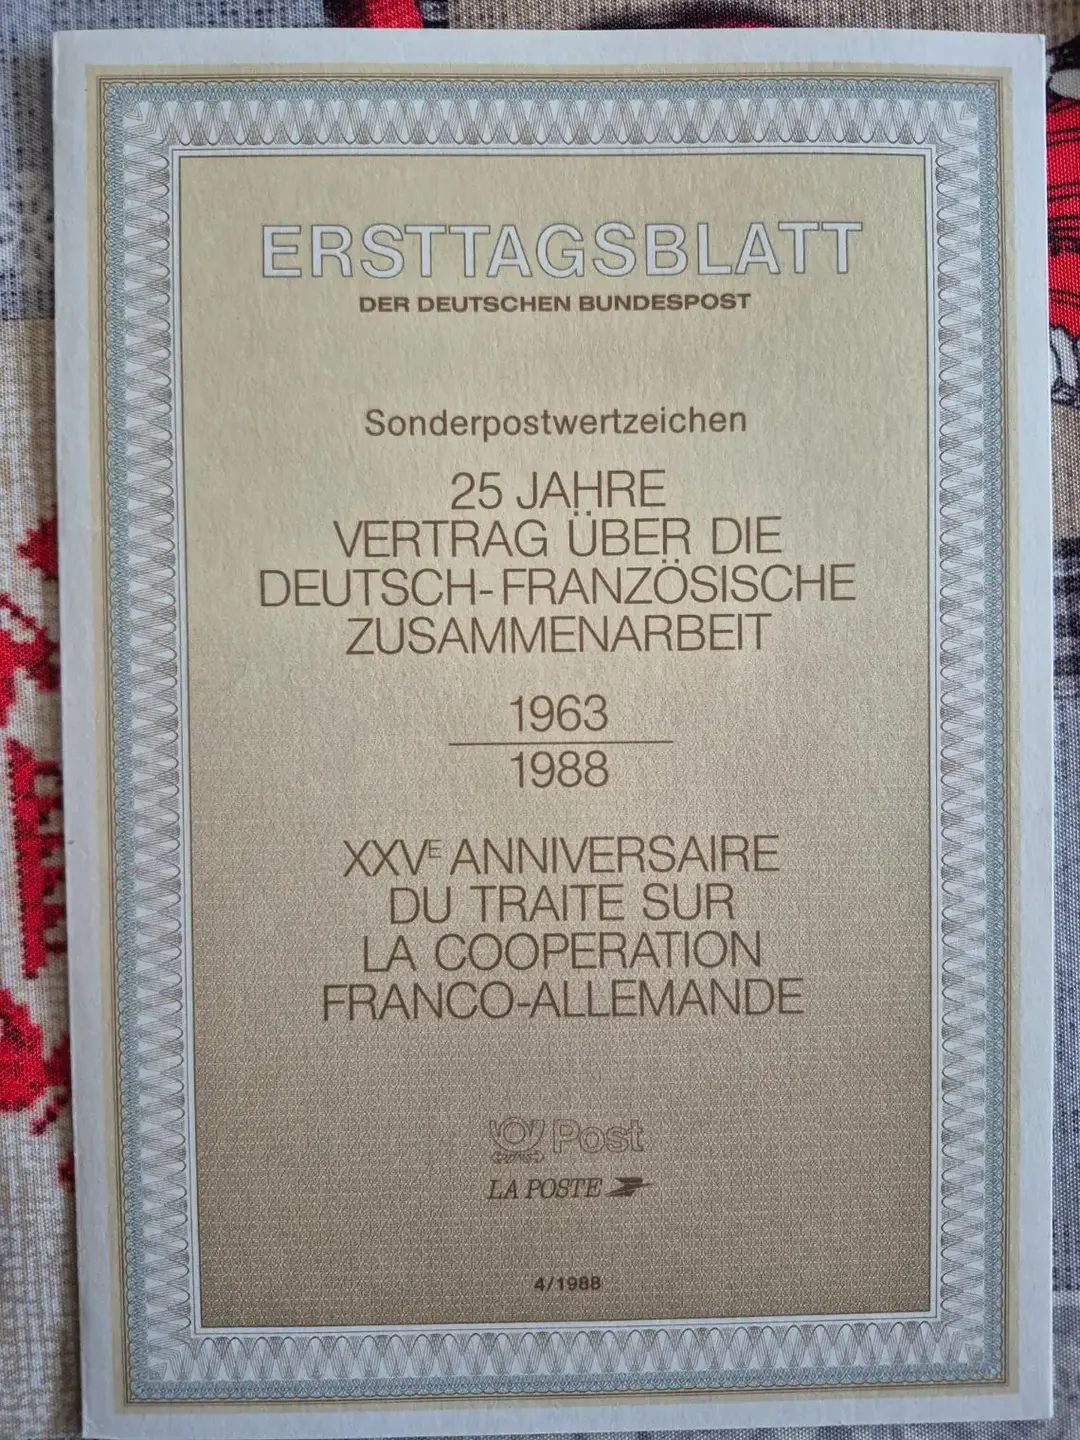 ERSTTAGSBLATT
DER DEUTSCHEN BUNDESPOST
Sonderpostwertzeichen
25 JAHRE
VERTRAG ÜBER DIE
DEUTSCH-FRANZÖSISCHE
ZUSAMMENARBEIT
1963
1988
XXVE ANNIVERSAIRE
DU TRAITE SUR
LA COOPERATION
FRANCO-ALLEMANDE
Post
LA POSTE
4/1988